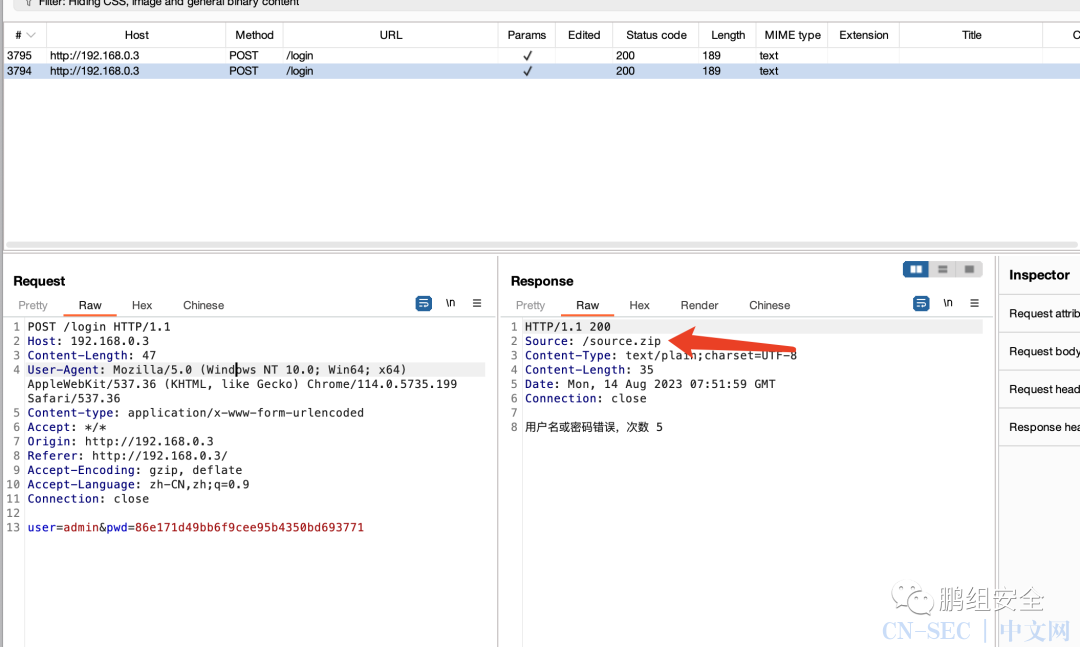 Filter: Hiding CSS, image and general binary content
# Host Method URL Params Edited Status code Length MIME type Extension Title C
3795 http://192.168.0.3 POST /login ✓ 200 189 text
3794 http://192.168.0.3 POST /login ✓ 200 189 text
Request
Pretty Raw Hex Chinese \n
1 POST /login HTTP/1.1
2 Host: 192.168.0.3
3 Content-Length: 47
4 User-Agent: Mozilla/5.0 (Windows NT 10.0; Win64; x64)
AppleWebKit/537.36 (KHTML, like Gecko) Chrome/114.0.5735.199
Safari/537.36
5 Content-type: application/x-www-form-urlencoded
6 Accept: */*
7 Origin: http://192.168.0.3
8 Referer: http://192.168.0.3/
9 Accept-Encoding: gzip, deflate
10 Accept-Language: zh-CN,zh;q=0.9
11 Connection: close
12
13 user=admin&pwd=86e171d49bb6f9cee95b4350bd693771
Response
Pretty Raw Hex Render Chinese \n
1 HTTP/1.1 200
2 Source: /source.zip
3 Content-Type: text/plain;charset=UTF-8
4 Content-Length: 35
5 Date: Mon, 14 Aug 2023 07:51:59 GMT
6 Connection: close
7
8 用户名或密码错误，次数 5
Inspector
Request attrib
Request body
Request head
Response hea
鹏组安全
CN-SEC | 中文网